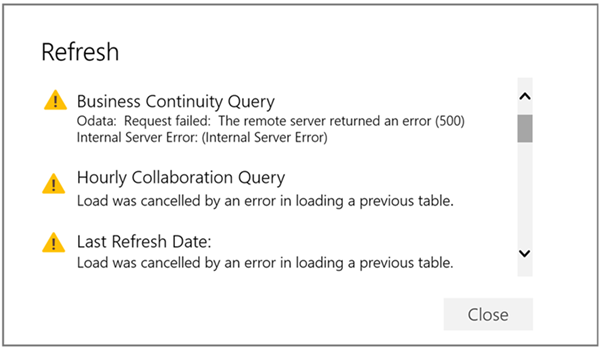 Refresh
Business Continuity Query
Odata:  Request failed:  The remote server returned an error (500)
Internal Server Error: (Internal Server Error)
Hourly Collaboration Query
Load was cancelled by an error in loading a previous table.
Last Refresh Date:
Load was cancelled by an error in loading a previous table.
Close